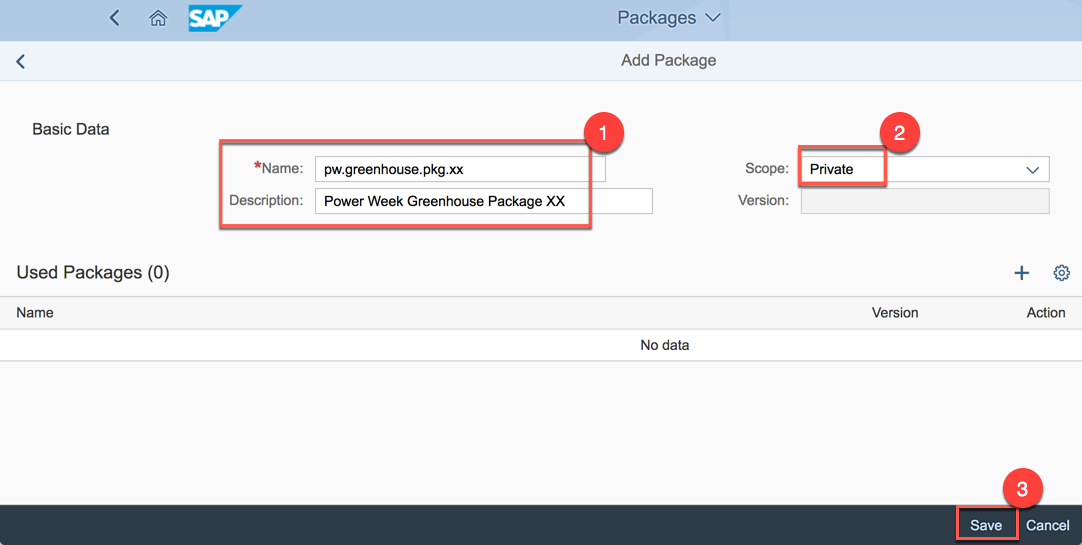 SAP
Packages
Add Package
Basic Data
1
2
*Name: pw.greenhouse.pkg.xx
Scope: Private
Description: Power Week Greenhouse Package XX
Version:
Used Packages (0)
Name Version Action
No data
3
Save Cancel